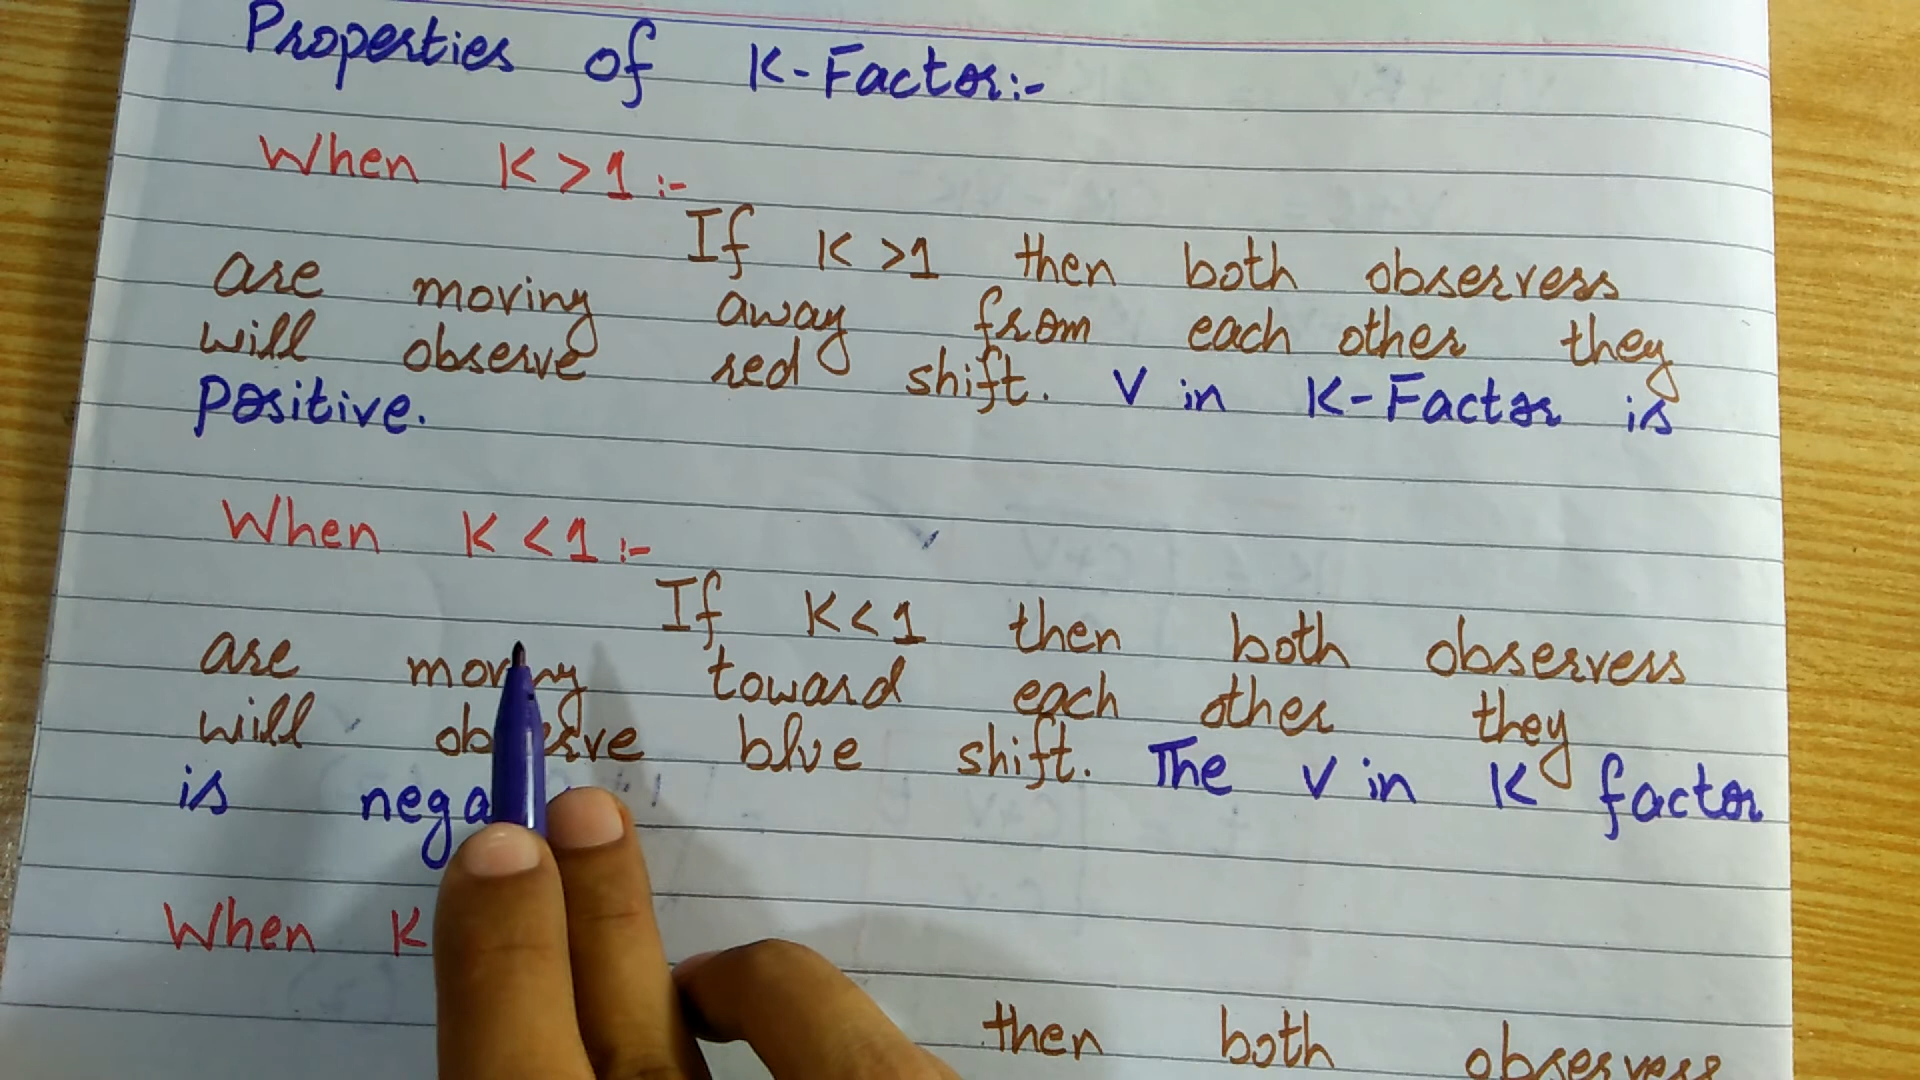 Properties of K-Factor:-
When K>1:-
If K>1 then both observers
are moving away from each other they
will observe red shift. V in K-Factor is
positive.
When K<1:-
If K<1 then both observers
are moving toward each other they
will observe blue shift. The V in K factor
is
When K
then both observers